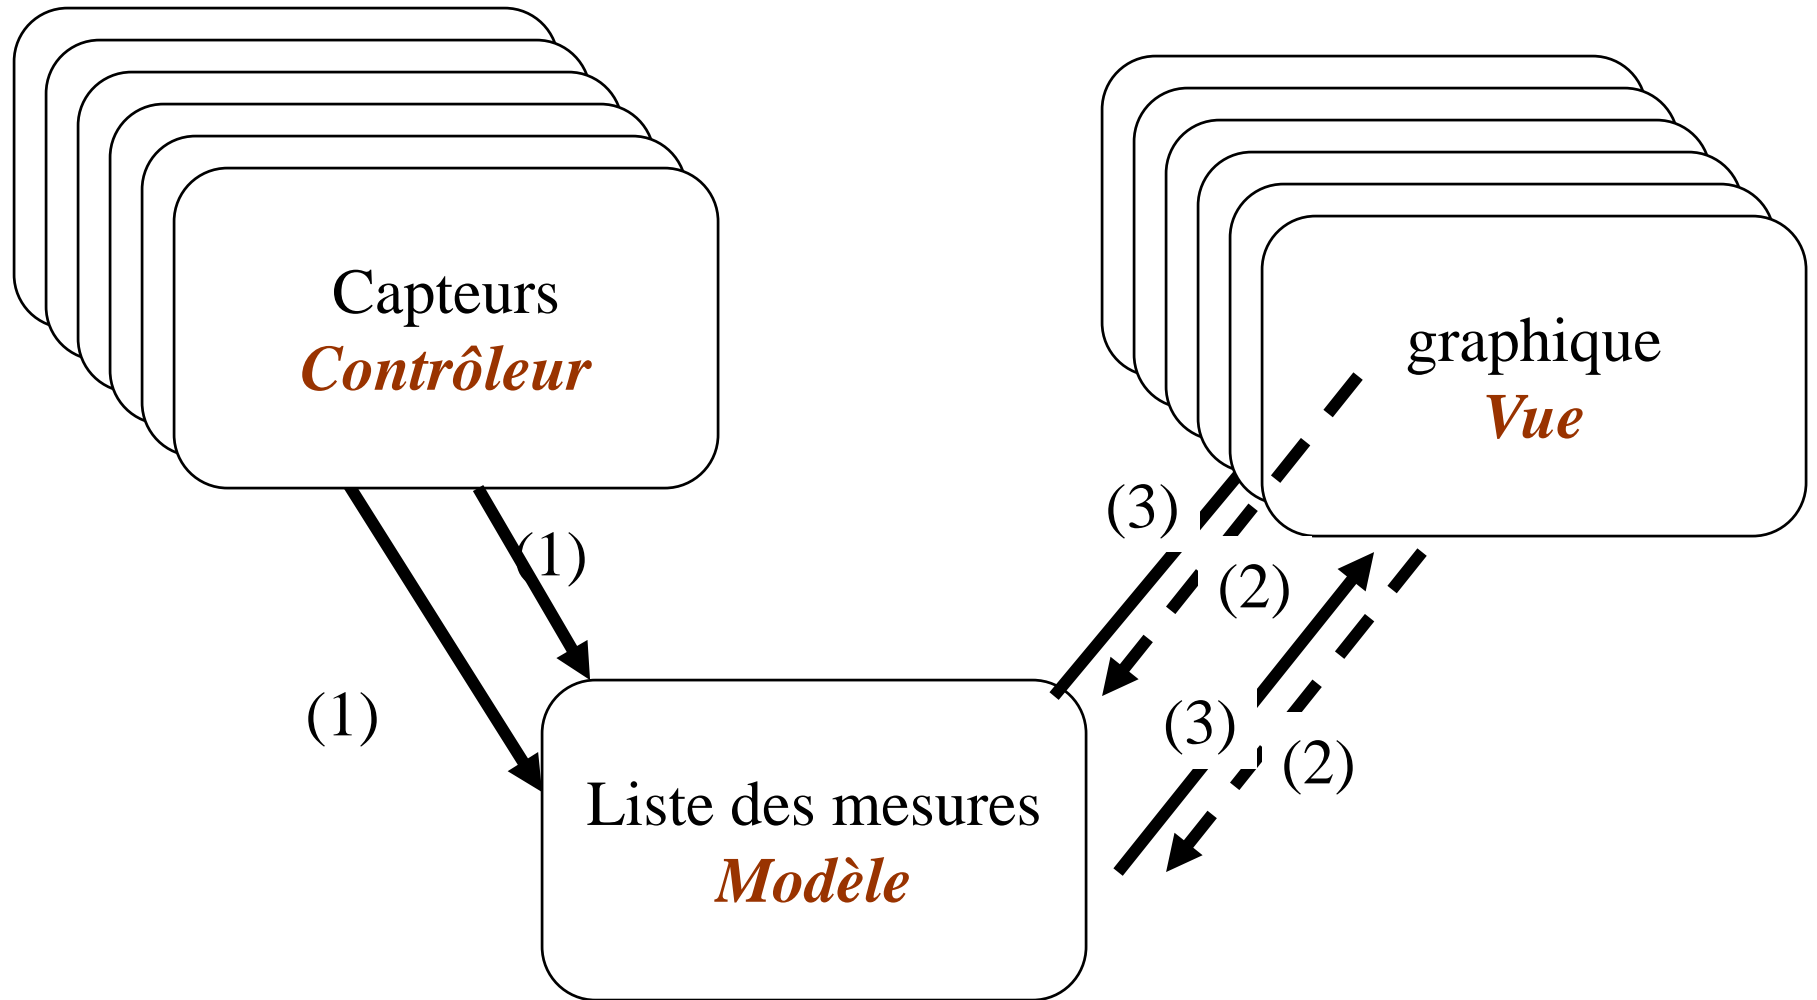 Capteurs
Contrôleur
graphique
Vue
(3)
(1)
(2)
(1)
(3)
(2)
Liste des mesures
Modèle